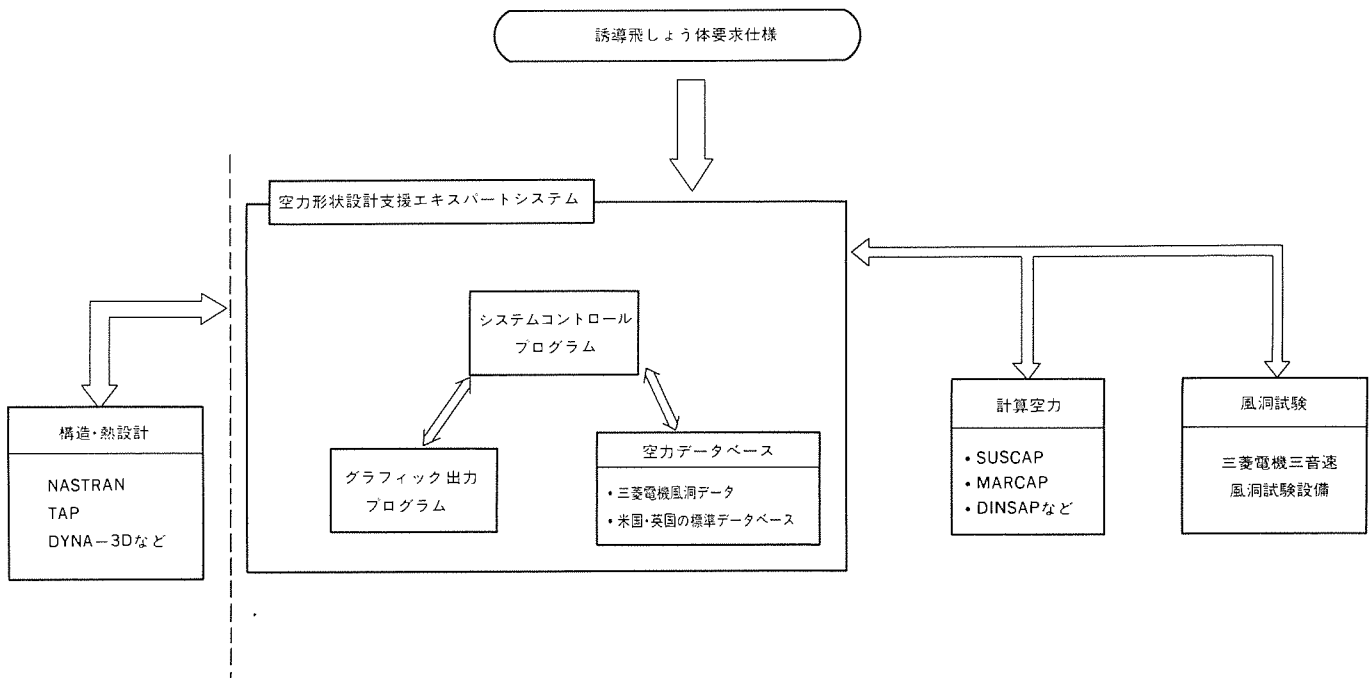 誘導飛しょう体要求仕様
空力形状設計支援エキスパートシステム
システムコントロール
プログラム
グラフィック出力
プログラム
空力データベース
• 三菱電機風洞データ
• 米国・英国の標準データベース
構造・熱設計
NASTRAN
TAP
DYNA-3Dなど
計算空力
• SUSCAP
• MARCAP
• DINSAPなど
風洞試験
三菱電機三音速
風洞試験設備